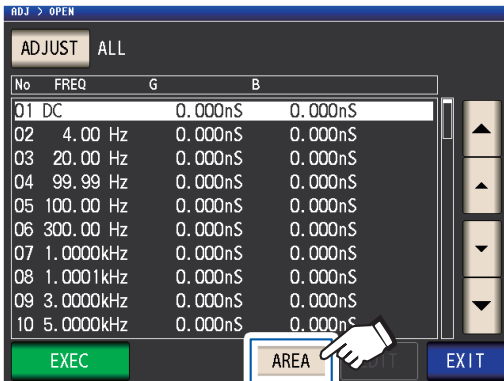 ADJ > OPEN
ADJUST ALL
No FREQ G B
01 DC 0.000nS 0.000nS
02 4.00 Hz 0.000nS 0.000nS
03 20.00 Hz 0.000nS 0.000nS
04 99.99 Hz 0.000nS 0.000nS
05 100.00 Hz 0.000nS 0.000nS
06 300.00 Hz 0.000nS 0.000nS
07 1.0000kHz 0.000nS 0.000nS
08 1.0001kHz 0.000nS 0.000nS
09 3.0000kHz 0.000nS 0.000nS
10 5.0000kHz 0.000nS 0.000nS
EXEC AREA EXIT